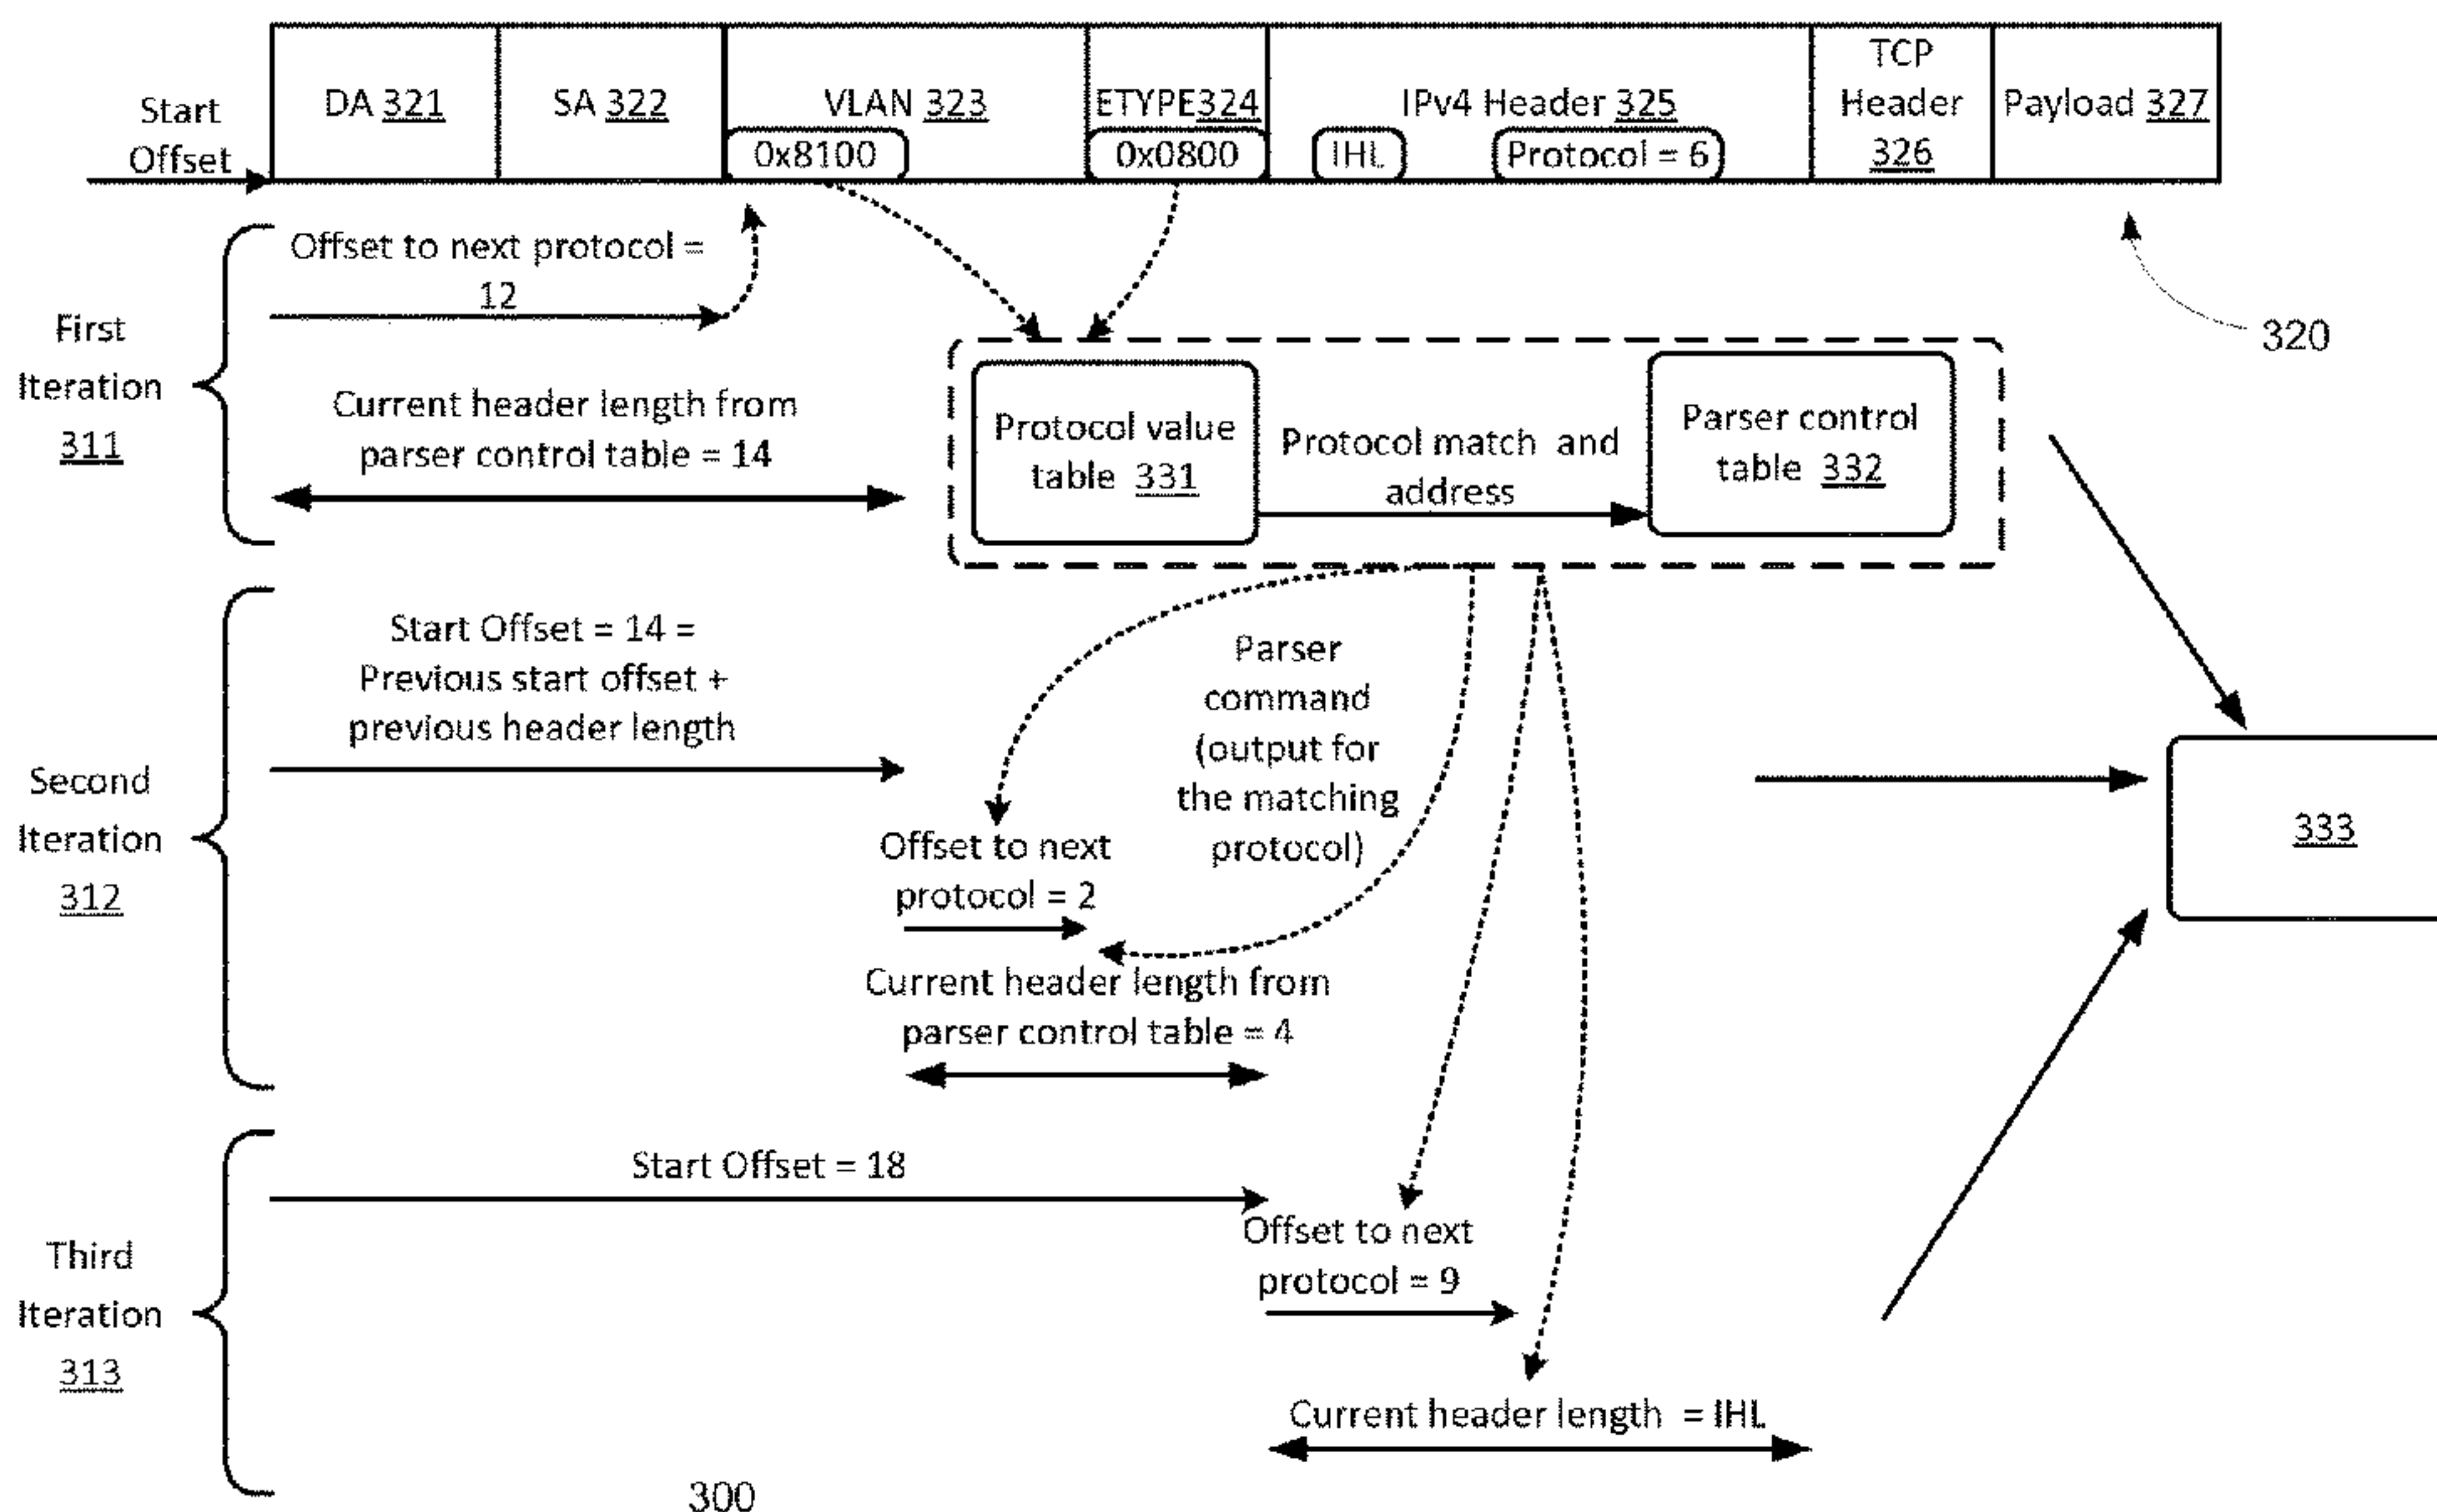 Start
Offset
DA 321
SA 322
VLAN 323
0x8100
ETYPE324
0x0800
IPv4 Header 325
IHL
Protocol = 6
TCP
Header
326
Payload 327
320
First
Iteration
311
Offset to next protocol =
12
Current header length from
parser control table = 14
Protocol value
table 331
Protocol match and
address
Parser control
table 332
Second
Iteration
312
Start Offset = 14 =
Previous start offset +
previous header length
Parser
command
(output for
the matching
protocol)
Offset to next
protocol = 2
Current header length from
parser control table = 4
333
Third
Iteration
313
Start Offset = 18
Offset to next
protocol = 9
Current header length = IHL
300